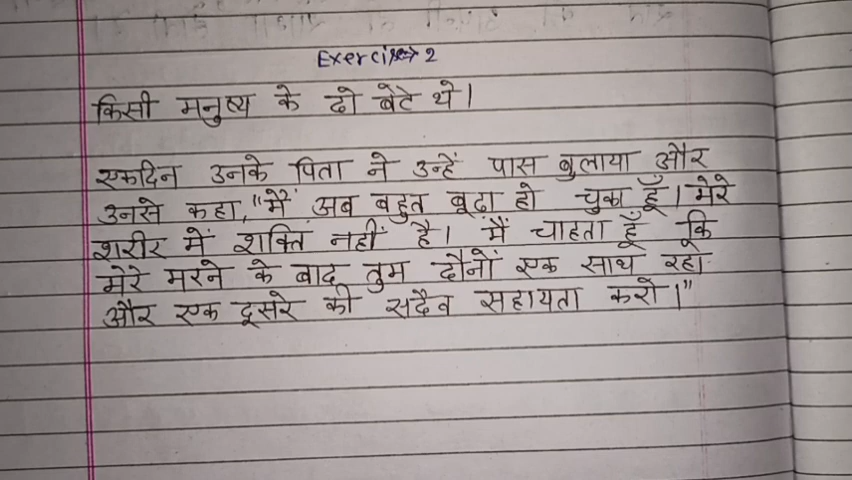 Exercise→2
किसी मनुष्य के दो बेटे थे।
एकदिन उनके पिता ने उन्हें पास बुलाया और
उनसे कहा, "मैं अब बहुत बूढ़ा हो चुका हूँ। मेरे
शरीर में शक्ति नहीं है। मैं चाहता हूँ कि
मेरे मरने के बाद तुम दौनों एक साथ रहो
और एक दूसरे की सदैव सहायता करो।"